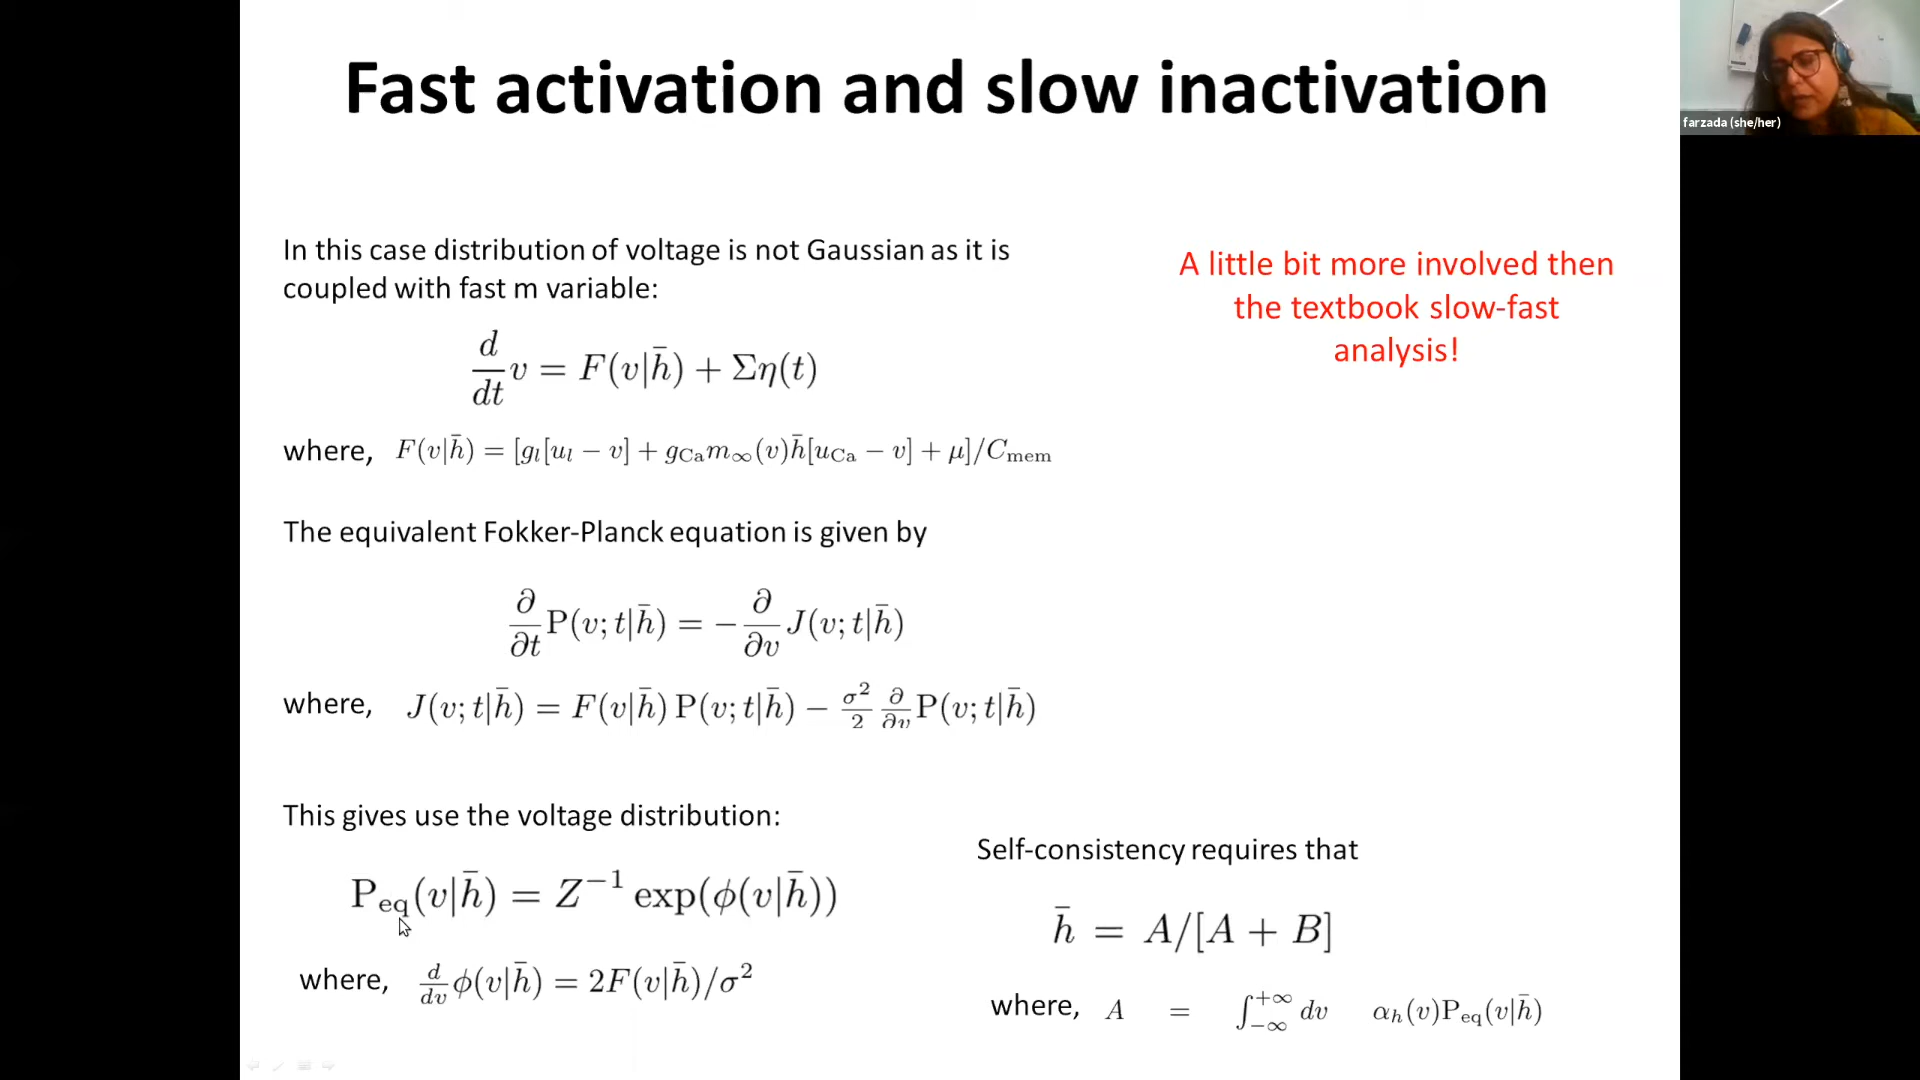 Fast activation and slow inactivation
farzada (she/her)
In this case distribution of voltage is not Gaussian as it is
coupled with fast m variable:
A little bit more involved then
the textbook slow-fast
analysis!
d/dt v = F(v|h̄) + Ση(t)
where, F(v|h̄) = [g_l[u_l − v] + g_Ca m_∞(v)h̄[u_Ca − v] + μ]/C_mem
The equivalent Fokker-Planck equation is given by
∂/∂t P(v; t|h̄) = − ∂/∂v J(v; t|h̄)
where, J(v; t|h̄) = F(v|h̄) P(v; t|h̄) − σ²/2 ∂/∂v P(v; t|h̄)
This gives use the voltage distribution:
P_eq(v|h̄) = Z⁻¹ exp(ϕ(v|h̄))
where, d/dv ϕ(v|h̄) = 2F(v|h̄)/σ²
Self-consistency requires that
h̄ = A/[A + B]
where, A = ∫_{−∞}^{+∞} dv α_h(v)P_eq(v|h̄)